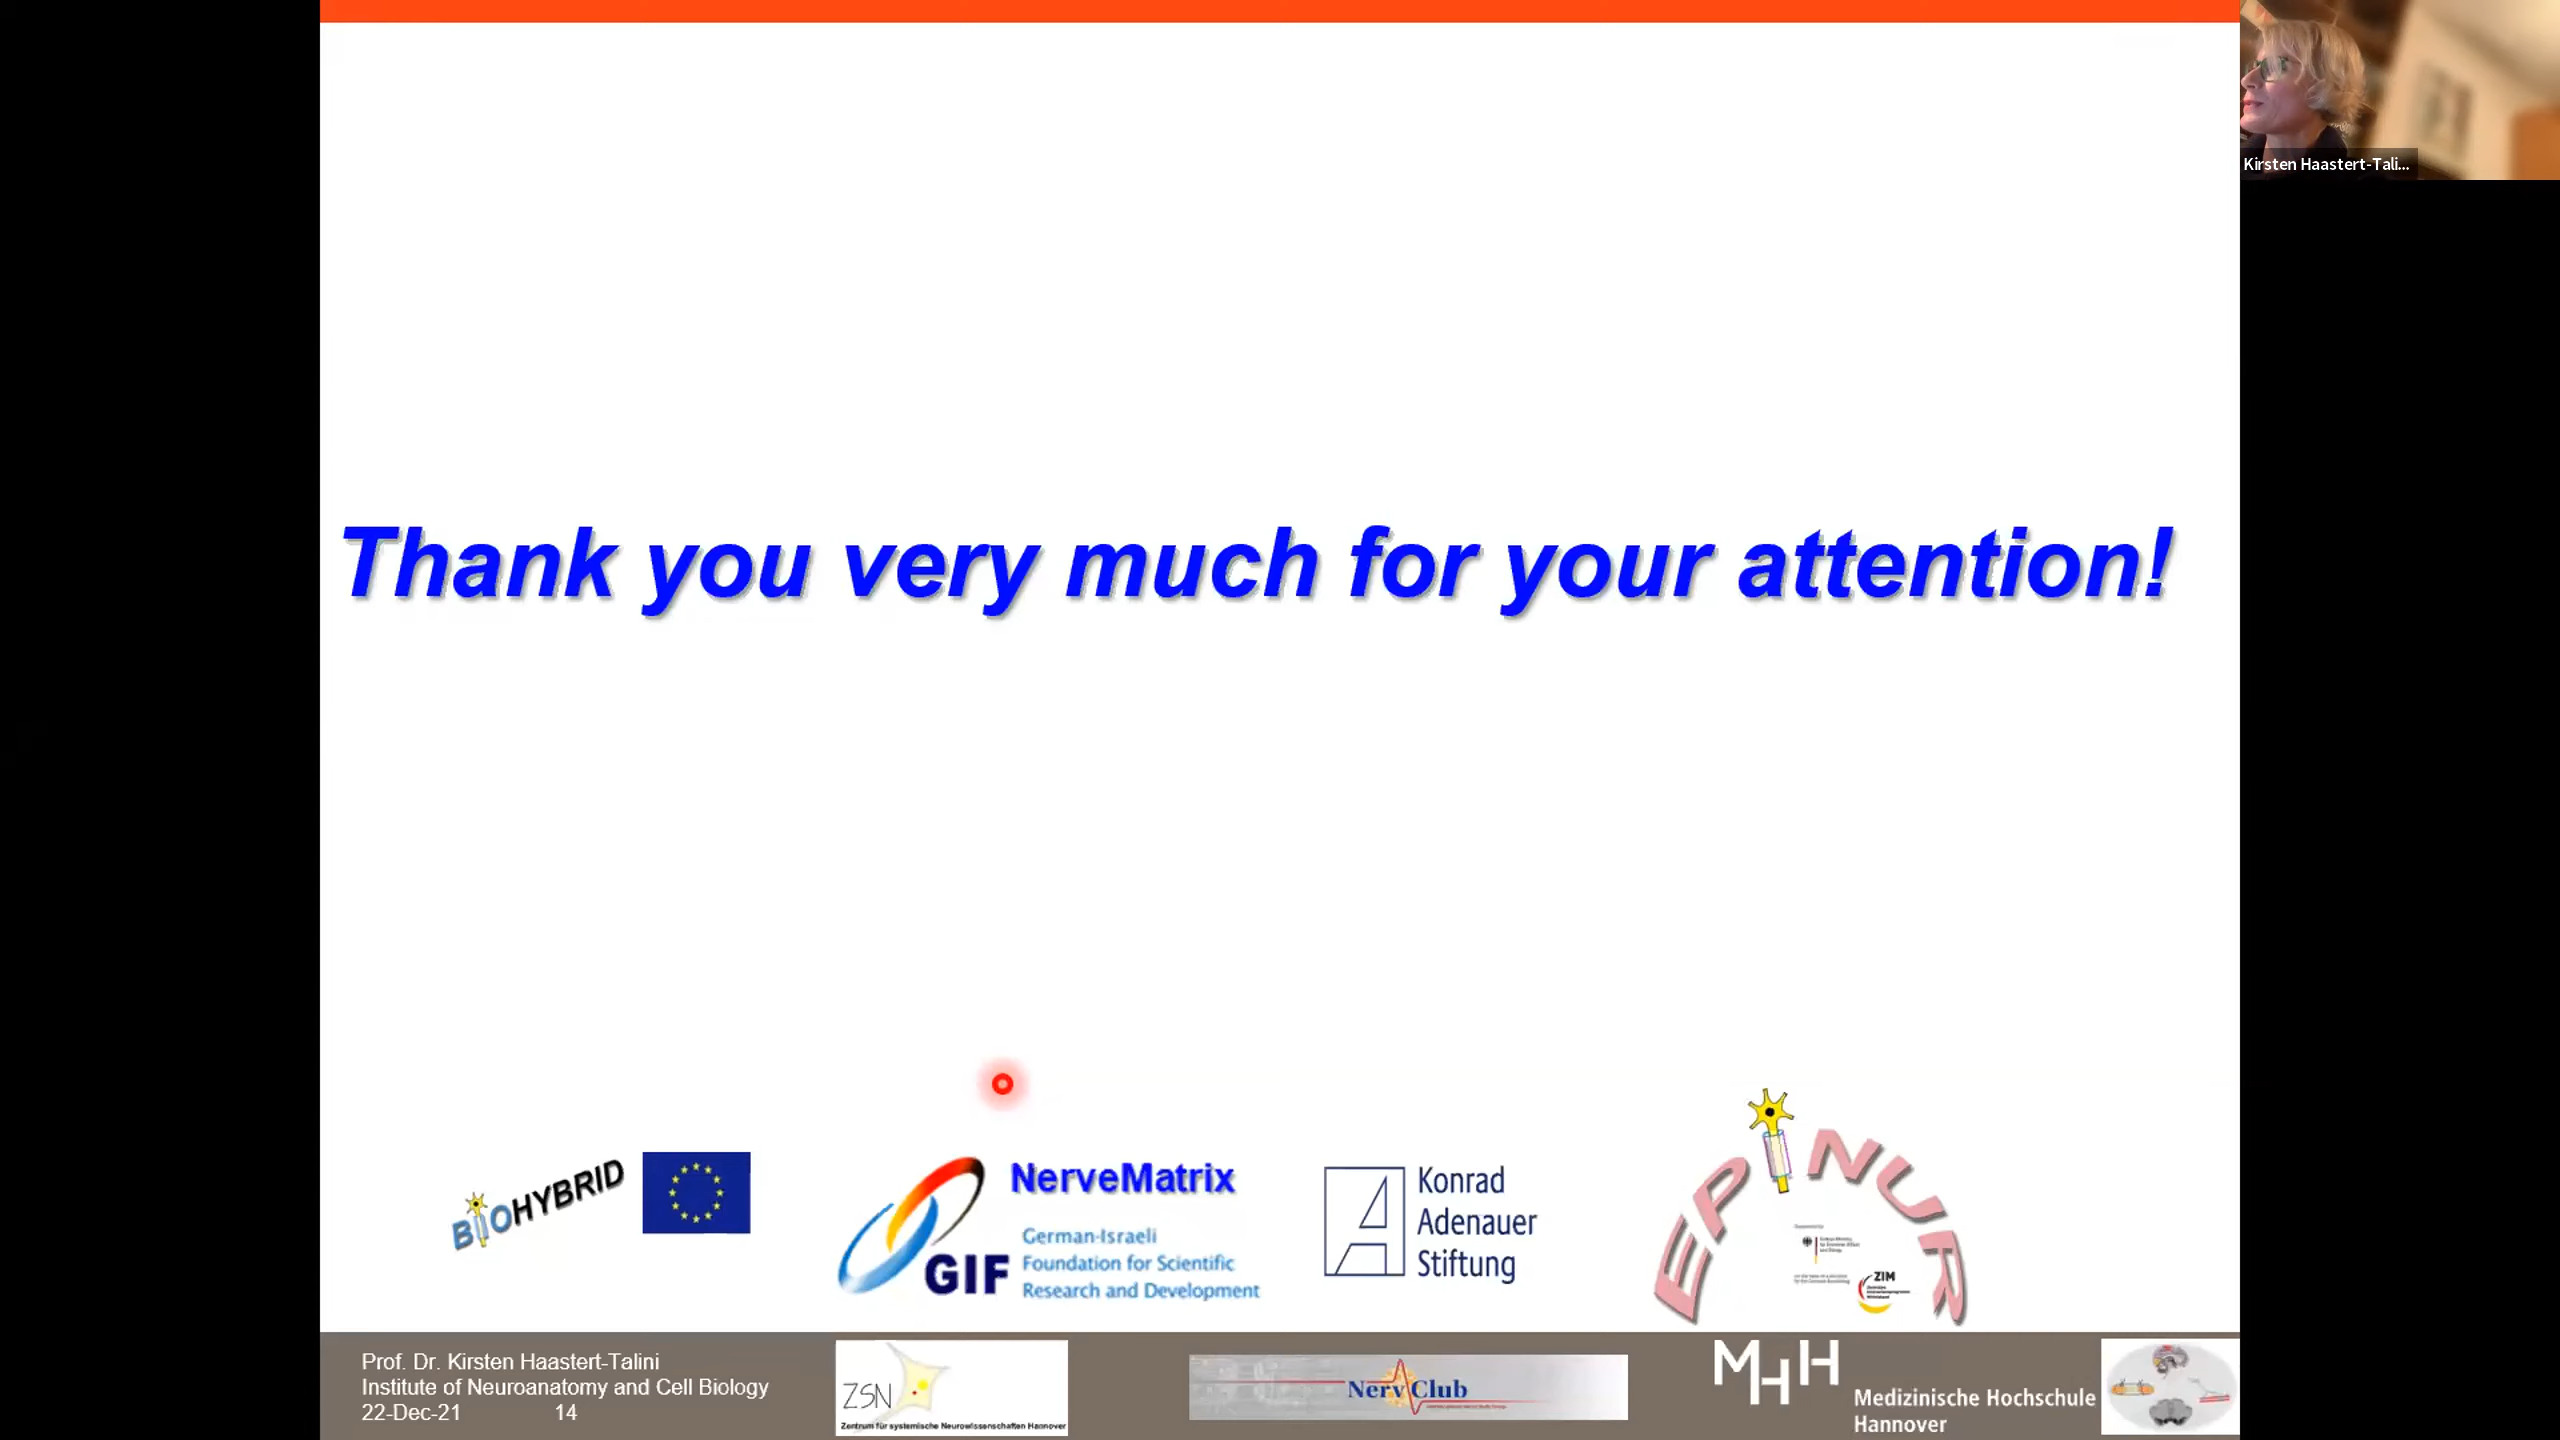 Kirsten Haastert-Tali...
Thank you very much for your attention!
BIOHYBRID
NerveMatrix
GIF
German-Israeli
Foundation for Scientific
Research and Development
Konrad
Adenauer
Stiftung
EPINUR
ZIM
Prof. Dr. Kirsten Haastert-Talini
Institute of Neuroanatomy and Cell Biology
22-Dec-21 14
ZSN
Zentrum für systemische Neurowissenschaften Hannover
Nerv Club
MHH
Medizinische Hochschule
Hannover